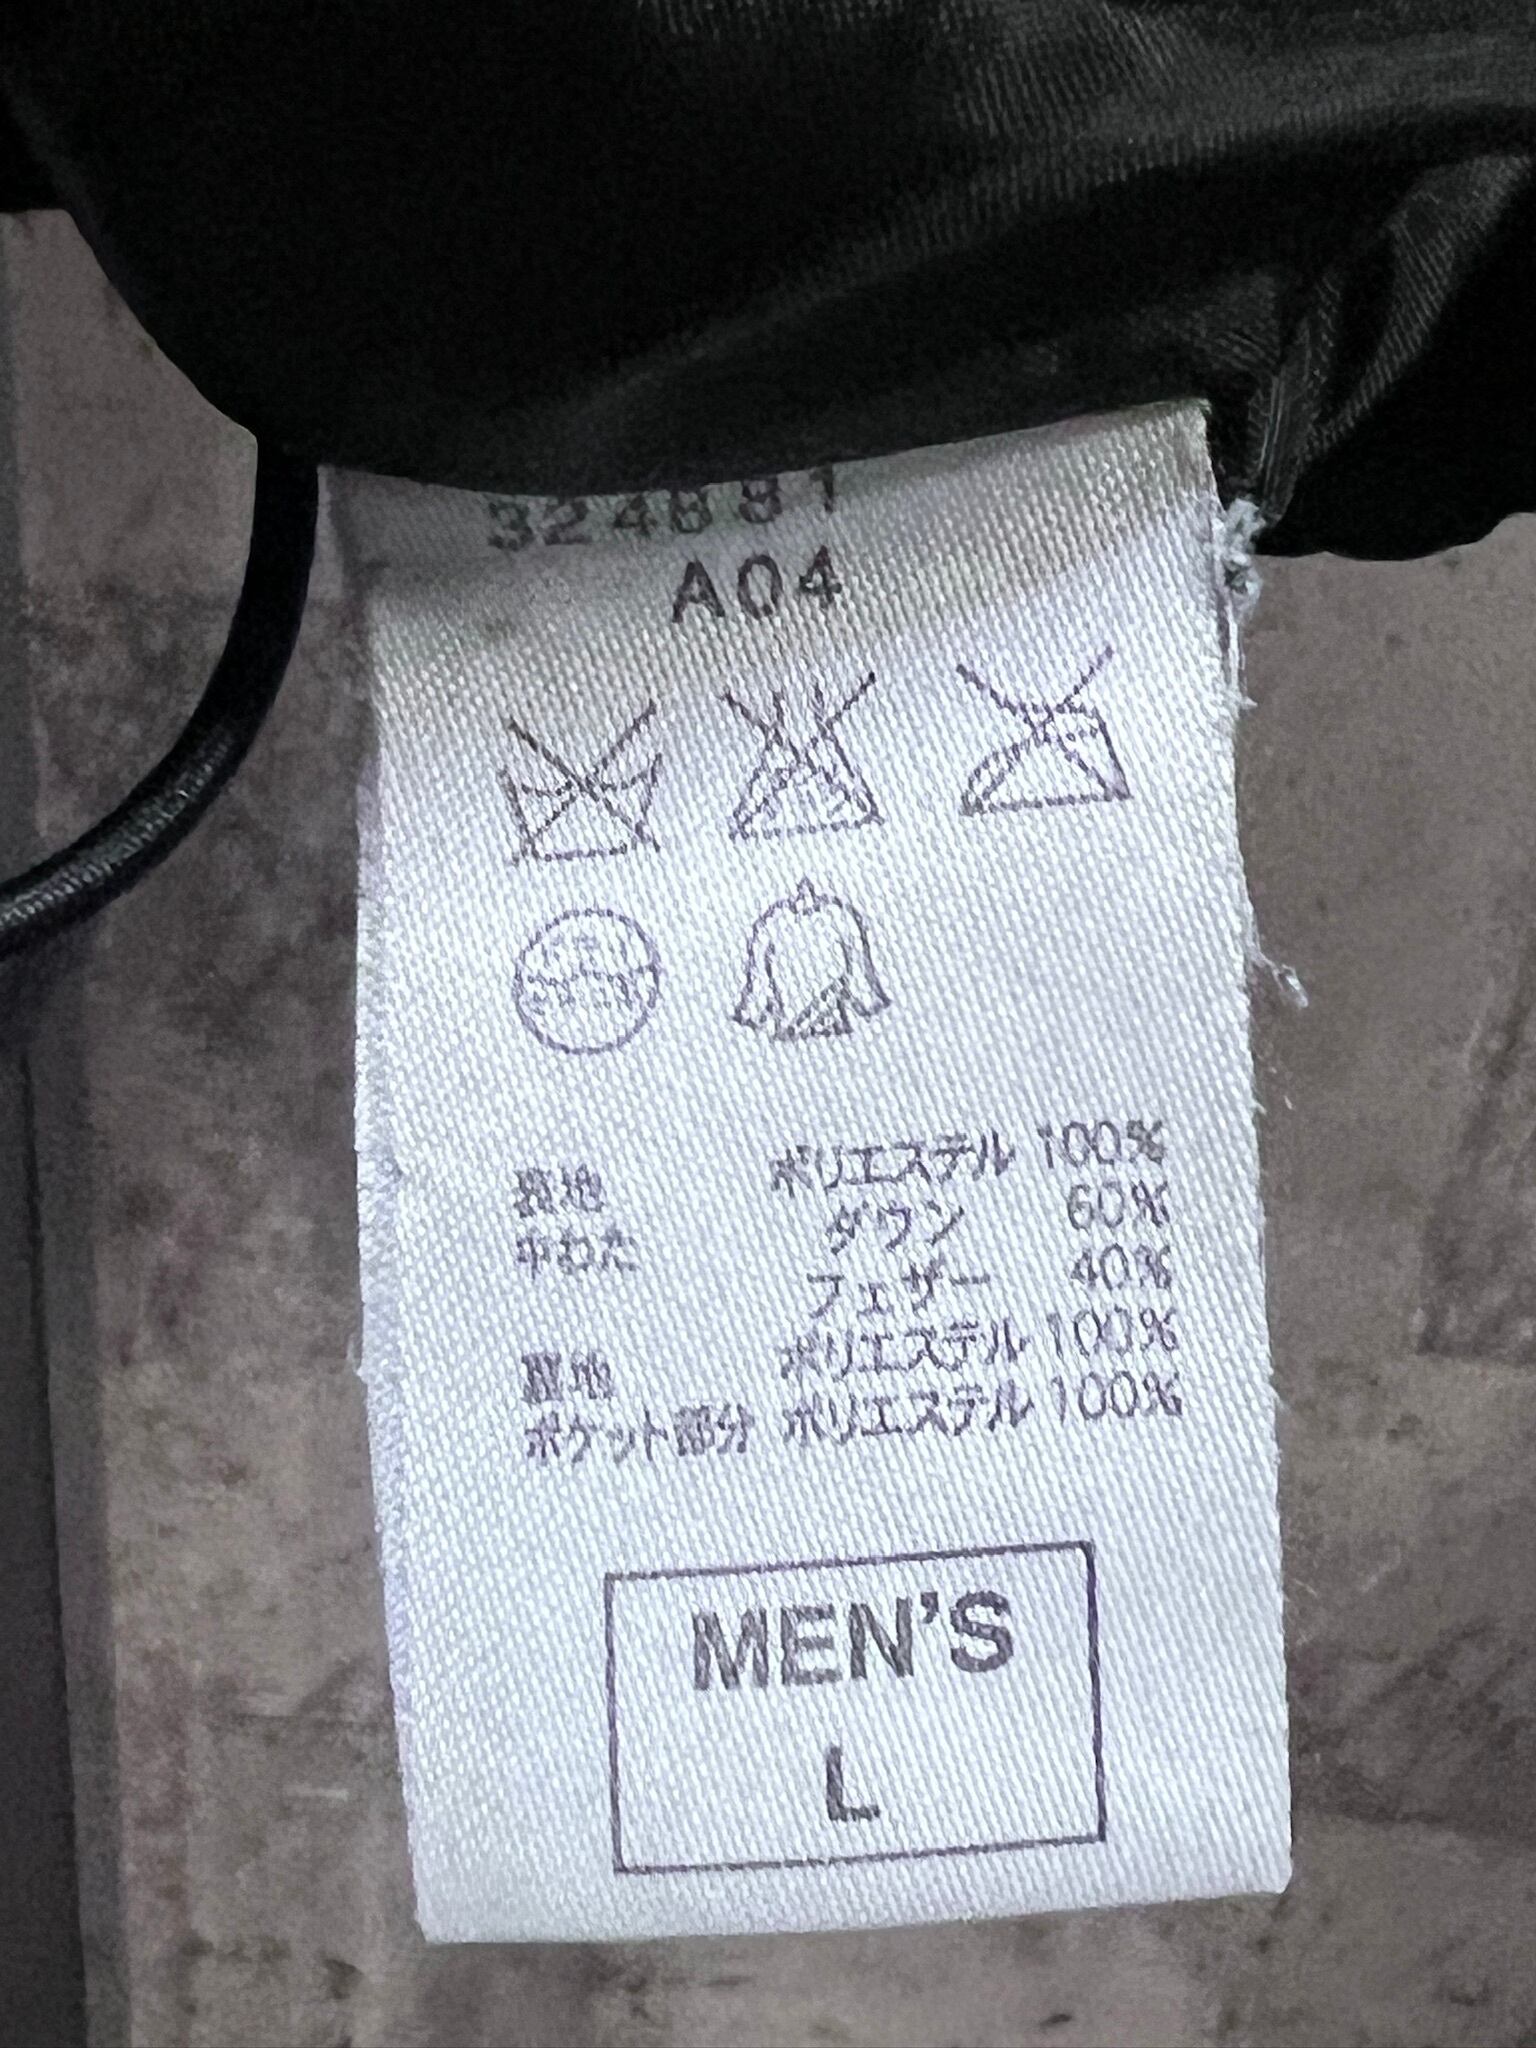 324891
A04
表地 ポリエステル 100%
中わた ダウン 60%
フェザー 40%
裏地 ポリエステル 100%
ポケット部分 ポリエステル 100%
MEN'S
L